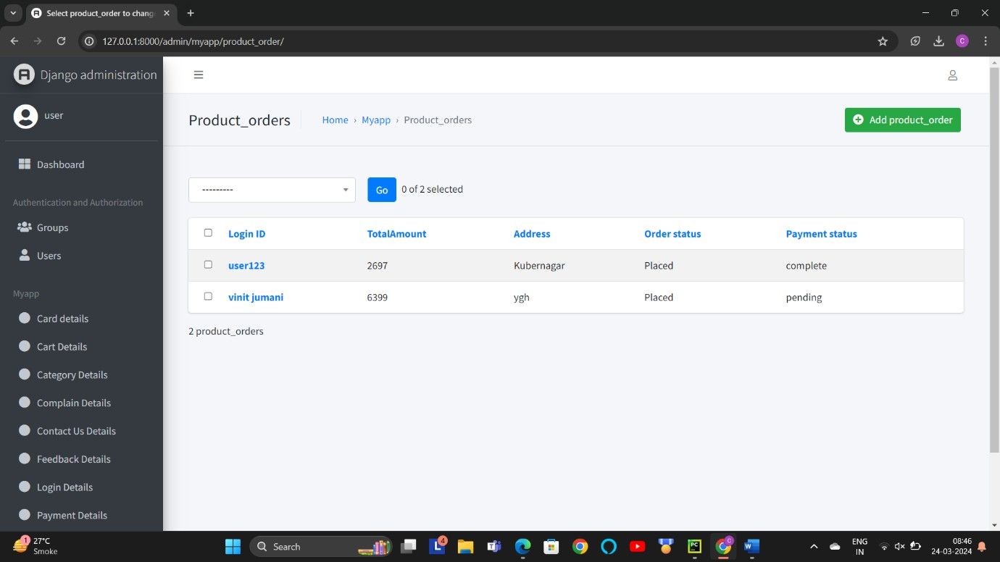 Select product_order to chang
127.0.0.1:8000/admin/myapp/product_order/
C
Django administration
user
Dashboard
Authentication and Authorization
Groups
Users
Myapp
Card details
Cart Details
Category Details
Complain Details
Contact Us Details
Feedback Details
Login Details
Payment Details
Product_orders
Home › Myapp › Product_orders
Add product_order
---------
Go
0 of 2 selected
Login ID TotalAmount Address Order status Payment status
user123 2697 Kubernagar Placed complete
vinit jumani 6399 ygh Placed pending
2 product_orders
1
27°C
Smoke
Search
L
4
PC
C
W
ENG
IN
08:46
24-03-2024